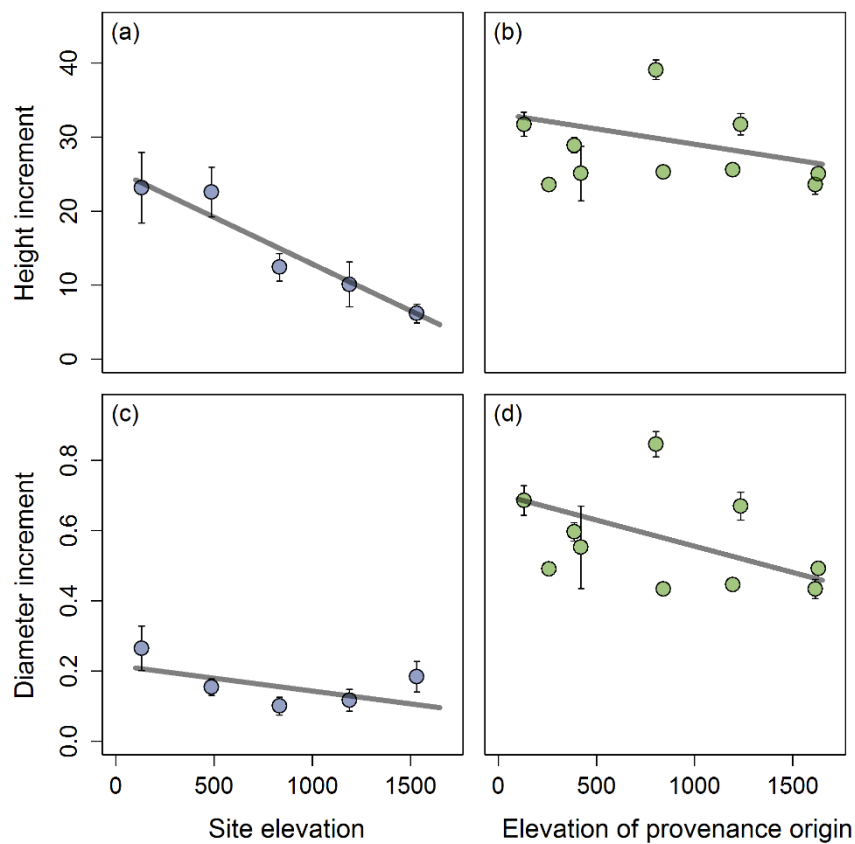 (a)
(b)
Height increment
40
30
20
10
0
(c)
(d)
Diameter increment
0.8
0.6
0.4
0.2
0.0
0 500 1000 1500
0 500 1000 1500
Site elevation
Elevation of provenance origin